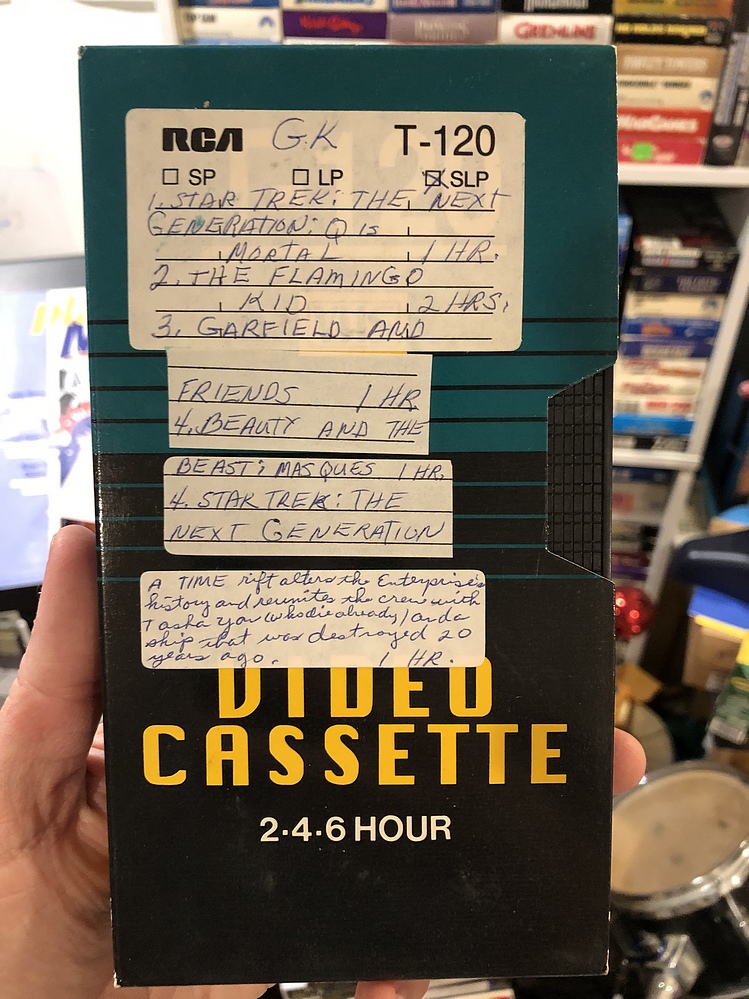 GREMLINS
RCA G.K T-120
SP LP SLP
1. STAR TREK: THE NEXT
GENERATION: Q IS
MORTAL 1 HR.
2. THE FLAMINGO
KID 2 HRS.
3. GARFIELD AND
FRIENDS 1 HR
4. BEAUTY AND THE
BEAST: MASQUES 1 HR.
4. STAR TREK: THE
NEXT GENERATION
A TIME rift alters the Enterprise's
history and reunites the crew with
Tasha Yar (who die already) and a
ship that was destroyed 20
years ago. 1 HR.
VIDEO
CASSETTE
2·4·6 HOUR